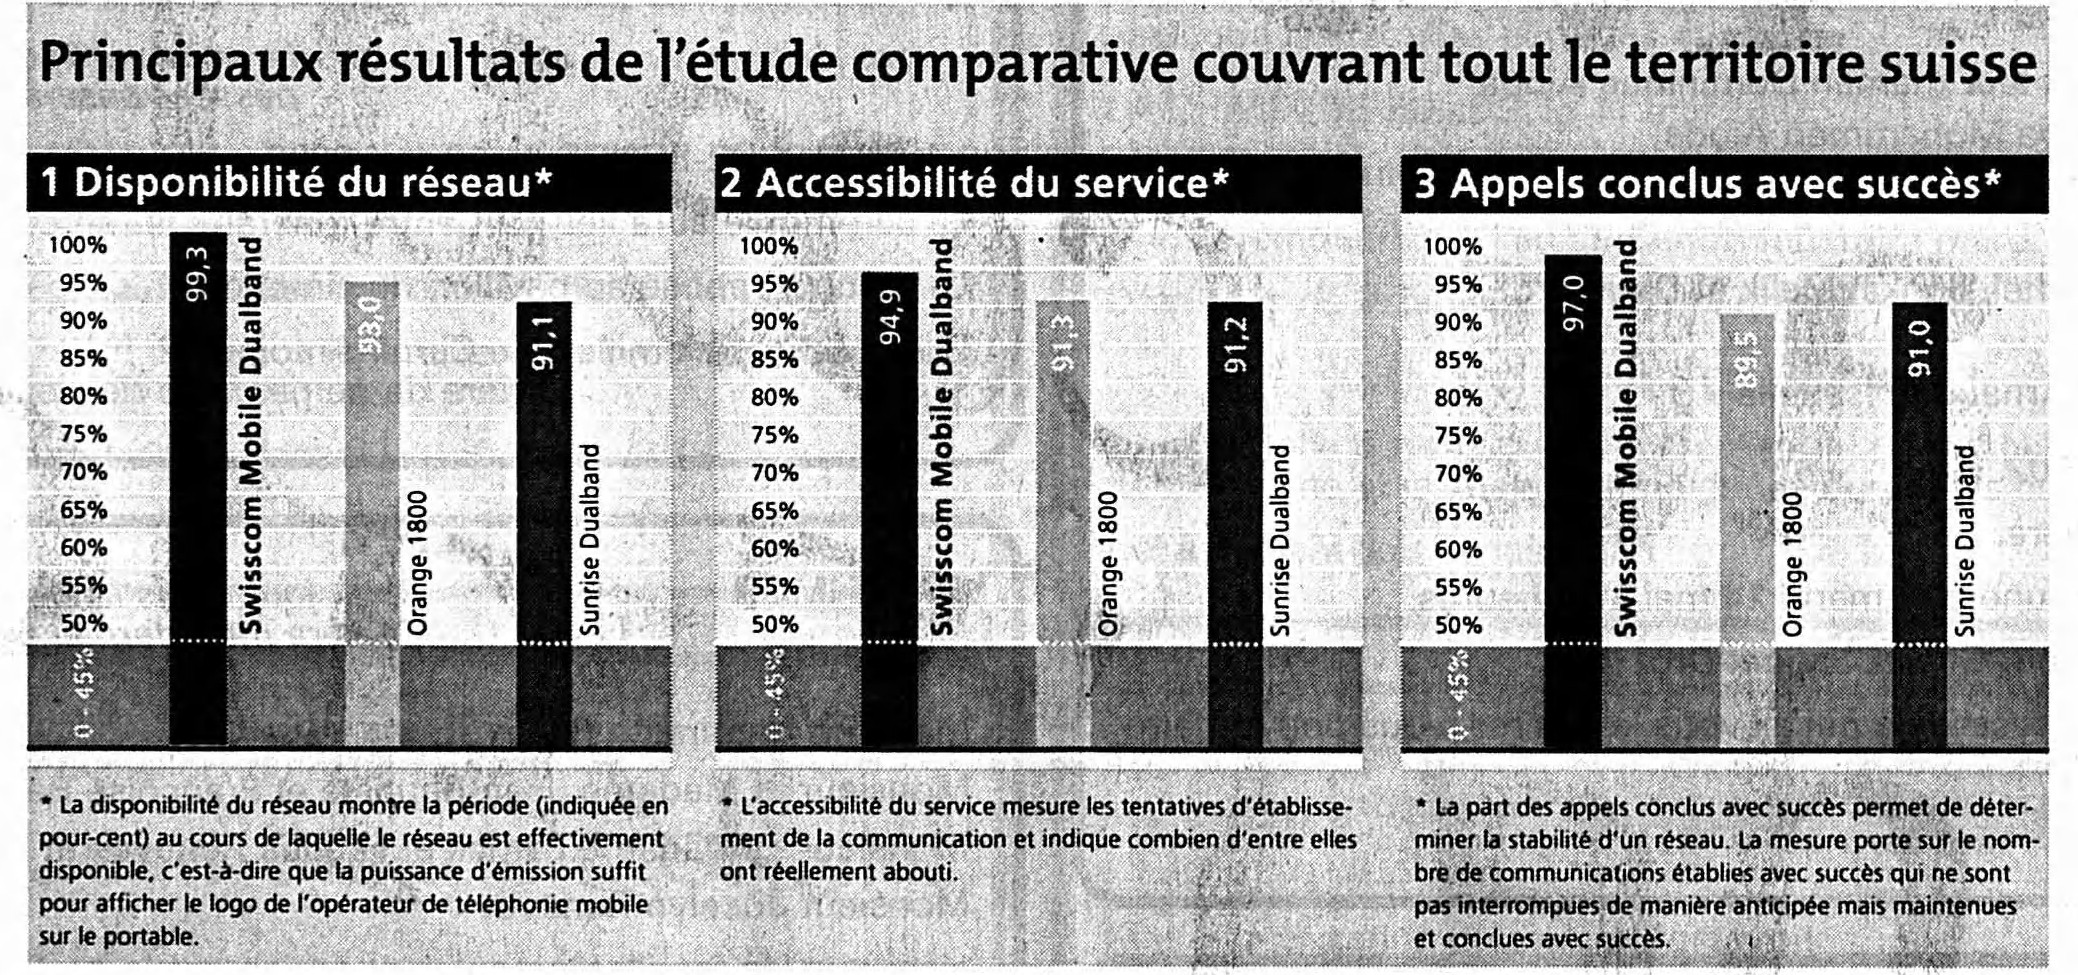 Principaux résultats de l'étude comparative couvrant tout le territoire suisse
1 Disponibilité du réseau*
100%
95%
90%
85%
80%
75%
70%
65%
60%
55%
50%
0 - 45%
99,3
Swisscom Mobile Dualband
93,0
Orange 1800
91,1
Sunrise Dualband
* La disponibilité du réseau montre la période (indiquée en
pour-cent) au cours de laquelle le réseau est effectivement
disponible, c'est-à-dire que la puissance d'émission suffit
pour afficher le logo de l'opérateur de téléphonie mobile
sur le portable.
2 Accessibilité du service*
100%
95%
90%
85%
80%
75%
70%
65%
60%
55%
50%
0 - 45%
94,9
Swisscom Mobile Dualband
91,3
Orange 1800
91,2
Sunrise Dualband
* L'accessibilité du service mesure les tentatives d'établisse-
ment de la communication et indique combien d'entre elles
ont réellement abouti.
3 Appels conclus avec succès*
100%
95%
90%
85%
80%
75%
70%
65%
60%
55%
50%
0 - 45%
97,0
Swisscom Mobile Dualband
89,5
Orange 1800
91,0
Sunrise Dualband
* La part des appels conclus avec succès permet de déter-
miner la stabilité d'un réseau. La mesure porte sur le nom-
bre de communications établies avec succès qui ne sont
pas interrompues de manière anticipée mais maintenues
et conclues avec succès.